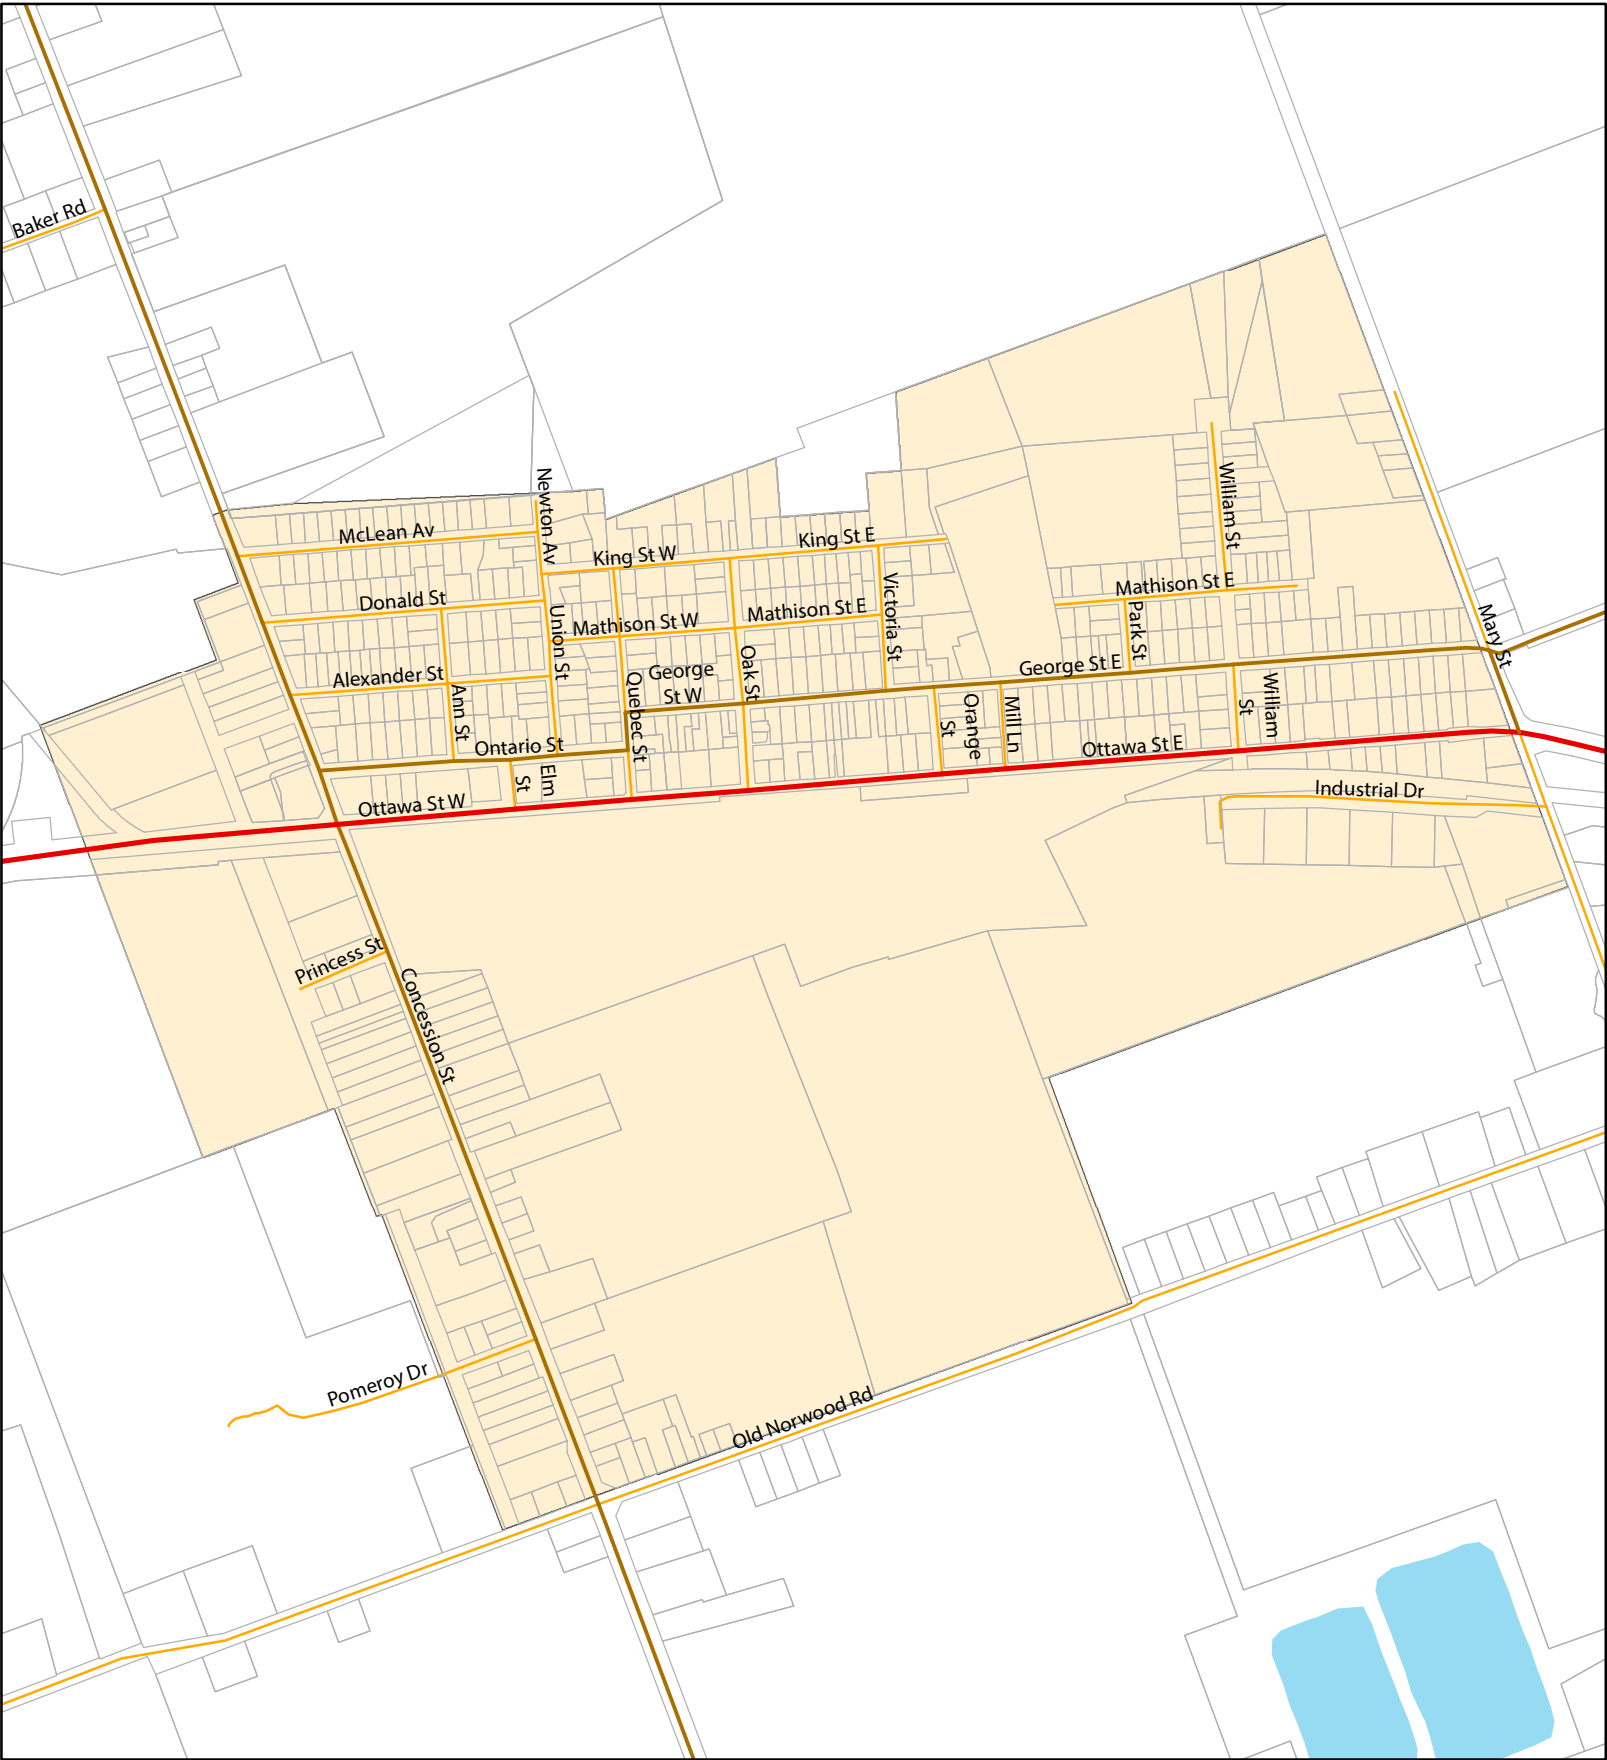 Baker Rd
Newton Av
McLean Av
King St W
King St E
William St
Donald St
Mathison St W
Mathison St E
Mathison St E
Union St
Victoria St
Park St
Mary St
Alexander St
Ann St
George
St W
Oak St
George St E
Quebec St
Ontario St
Elm
St
Orange
St
Mill Ln
William
St
Ottawa St W
Ottawa St E
Industrial Dr
Princess St
Concession St
Pomeroy Dr
Old Norwood Rd